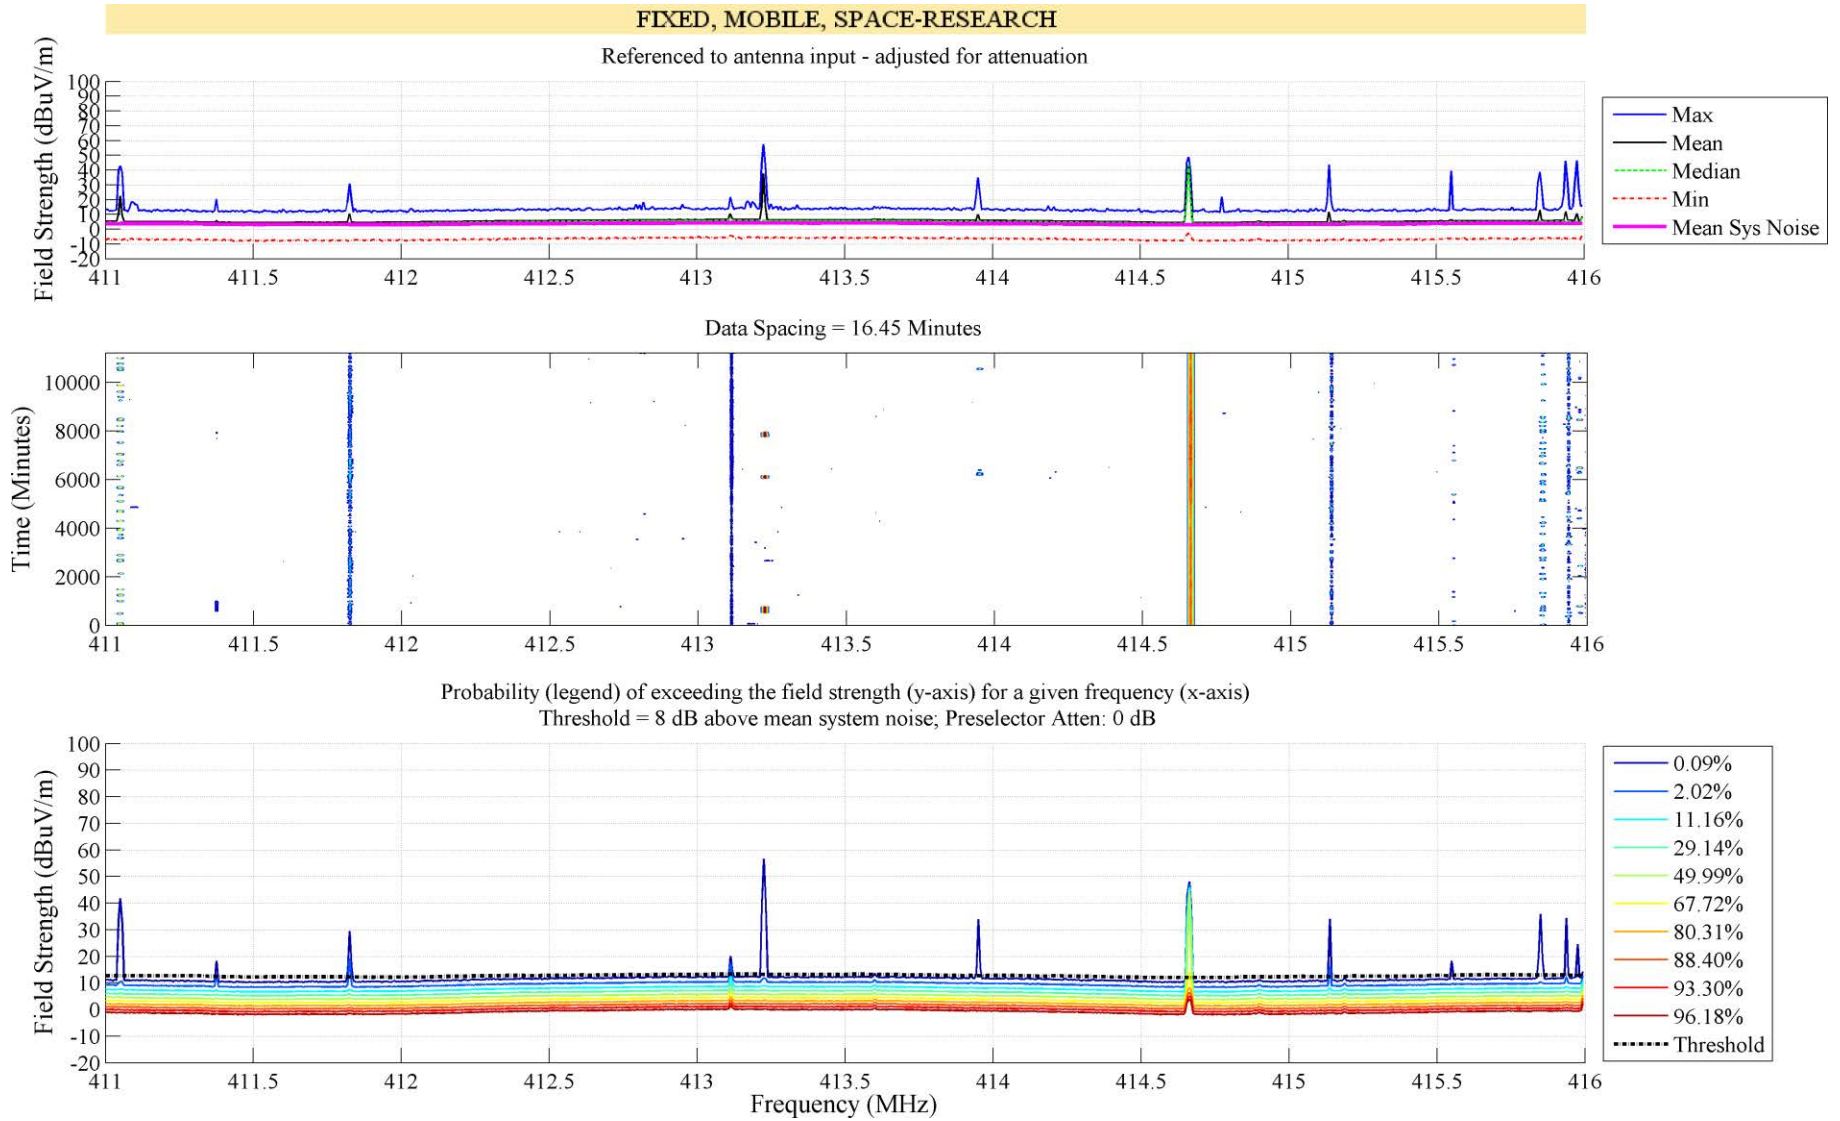 FIXED, MOBILE, SPACE-RESEARCH
Referenced to antenna input - adjusted for attenuation
Field Strength (dBuV/m)
100
90
80
70
60
50
40
30
20
10
0
-10
-20
411 411.5 412 412.5 413 413.5 414 414.5 415 415.5 416
Max
Mean
Median
Min
Mean Sys Noise
Data Spacing = 16.45 Minutes
Time (Minutes)
10000
8000
6000
4000
2000
0
411 411.5 412 412.5 413 413.5 414 414.5 415 415.5 416
Probability (legend) of exceeding the field strength (y-axis) for a given frequency (x-axis)
Threshold = 8 dB above mean system noise; Preselector Atten: 0 dB
Field Strength (dBuV/m)
100
90
80
70
60
50
40
30
20
10
0
-10
-20
411 411.5 412 412.5 413 413.5 414 414.5 415 415.5 416
Frequency (MHz)
0.09%
2.02%
11.16%
29.14%
49.99%
67.72%
80.31%
88.40%
93.30%
96.18%
Threshold